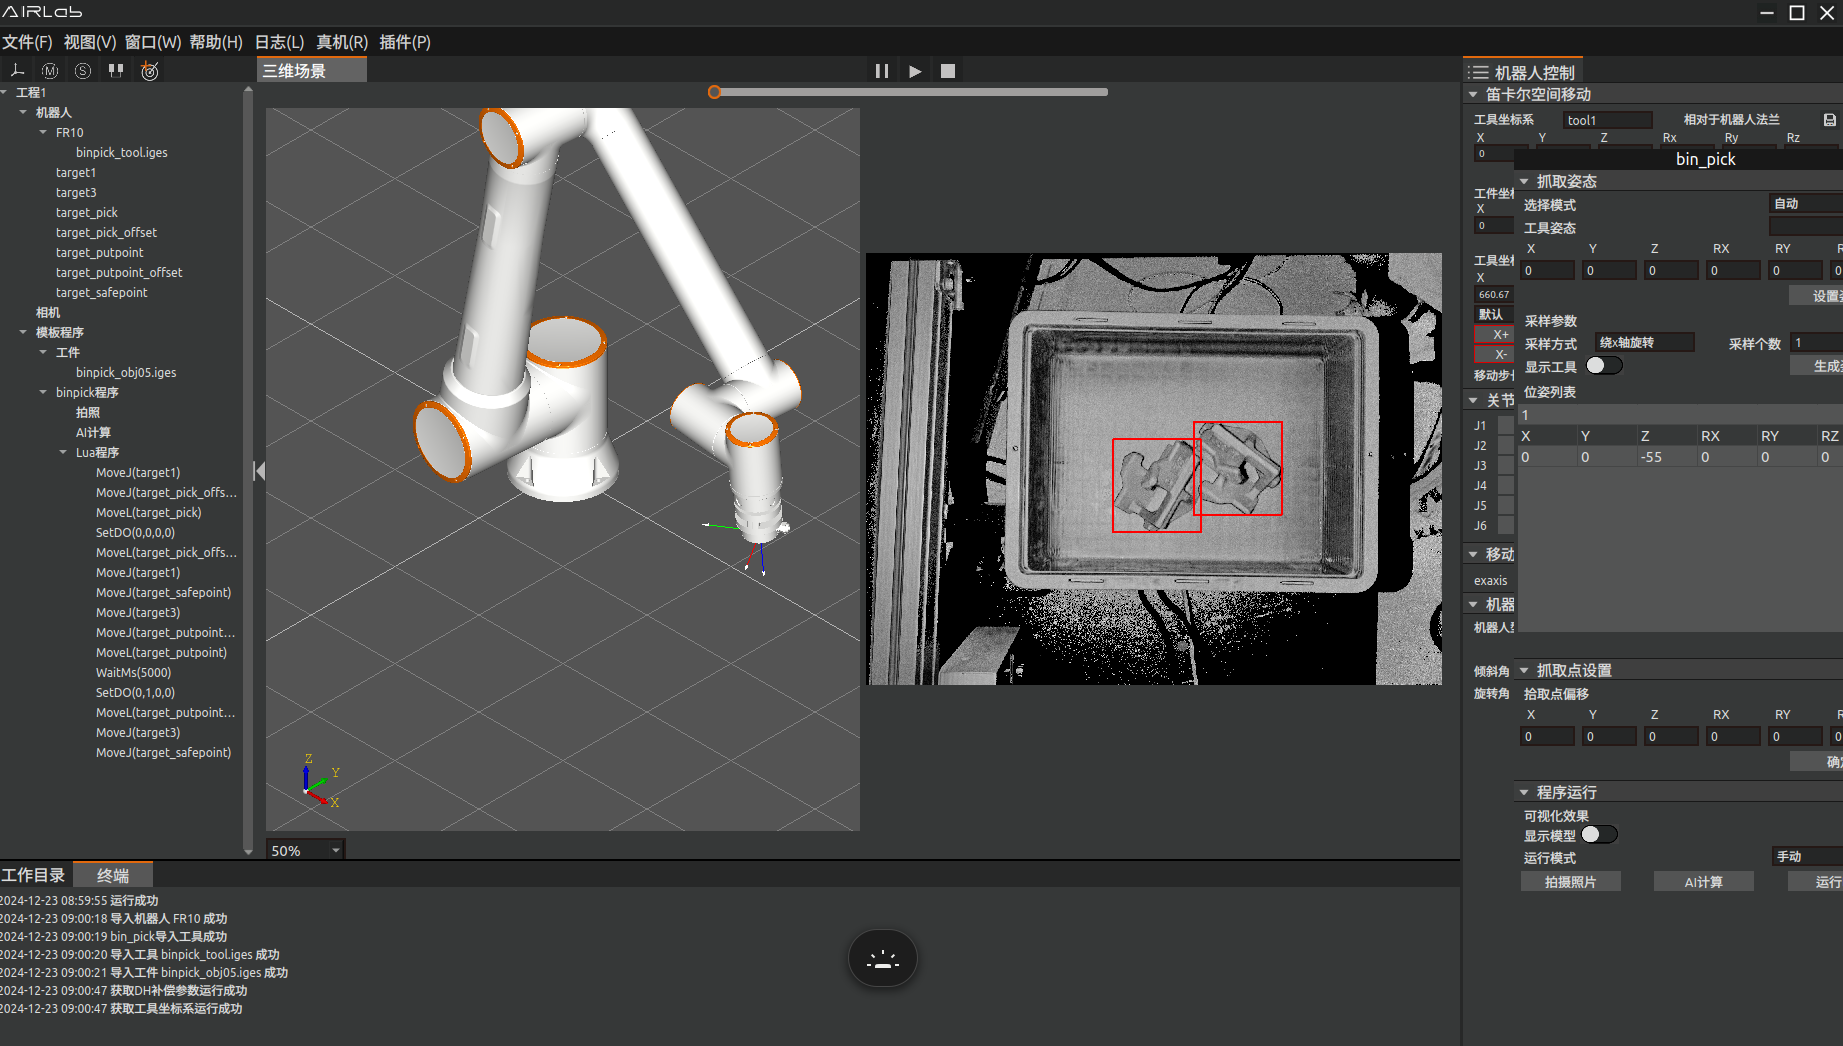 AIRLab
文件(F) 视图(V) 窗口(W) 帮助(H) 日志(L) 真机(R) 插件(P)
三维场景
工程1
机器人
FR10
binpick_tool.iges
target1
target3
target_pick
target_pick_offset
target_putpoint
target_putpoint_offset
target_safepoint
相机
模板程序
工件
binpick_obj05.iges
binpick程序
拍照
AI计算
Lua程序
MoveJ(target1)
MoveJ(target_pick_offs...
MoveL(target_pick)
SetDO(0,0,0,0)
MoveL(target_pick_offs...
MoveJ(target1)
MoveJ(target_safepoint)
MoveJ(target3)
MoveJ(target_putpoint...
MoveL(target_putpoint)
WaitMs(5000)
SetDO(0,1,0,0)
MoveL(target_putpoint...
MoveJ(target3)
MoveJ(target_safepoint)
Z
Y
X
50%
机器人控制
笛卡尔空间移动
工具坐标系 tool1 相对于机器人法兰
X Y Z Rx Ry Rz
0
工件坐
X
0
工具坐
X
660.67
默认
X+
X-
移动步
关节
J1
J2
J3
J4
J5
J6
移动
exaxis
机器
机器人
倾斜角
旋转角
bin_pick
抓取姿态
选择模式 自动
工具姿态
X Y Z RX RY
0 0 0 0 0 0
设置
采样参数
采样方式 绕x轴旋转 采样个数 1
显示工具 生成
位姿列表
1
X Y Z RX RY RZ
0 0 -55 0 0 0
抓取点设置
拾取点偏移
X Y Z RX RY
0 0 0 0 0 0
程序运行
可视化效果
显示模型
运行模式 手动
拍摄照片 AI计算 运行
工作目录 终端
2024-12-23 08:59:55 运行成功
2024-12-23 09:00:18 导入机器人 FR10 成功
2024-12-23 09:00:19 bin_pick导入工具成功
2024-12-23 09:00:20 导入工具 binpick_tool.iges 成功
2024-12-23 09:00:21 导入工件 binpick_obj05.iges 成功
2024-12-23 09:00:47 获取DH补偿参数运行成功
2024-12-23 09:00:47 获取工具坐标系运行成功